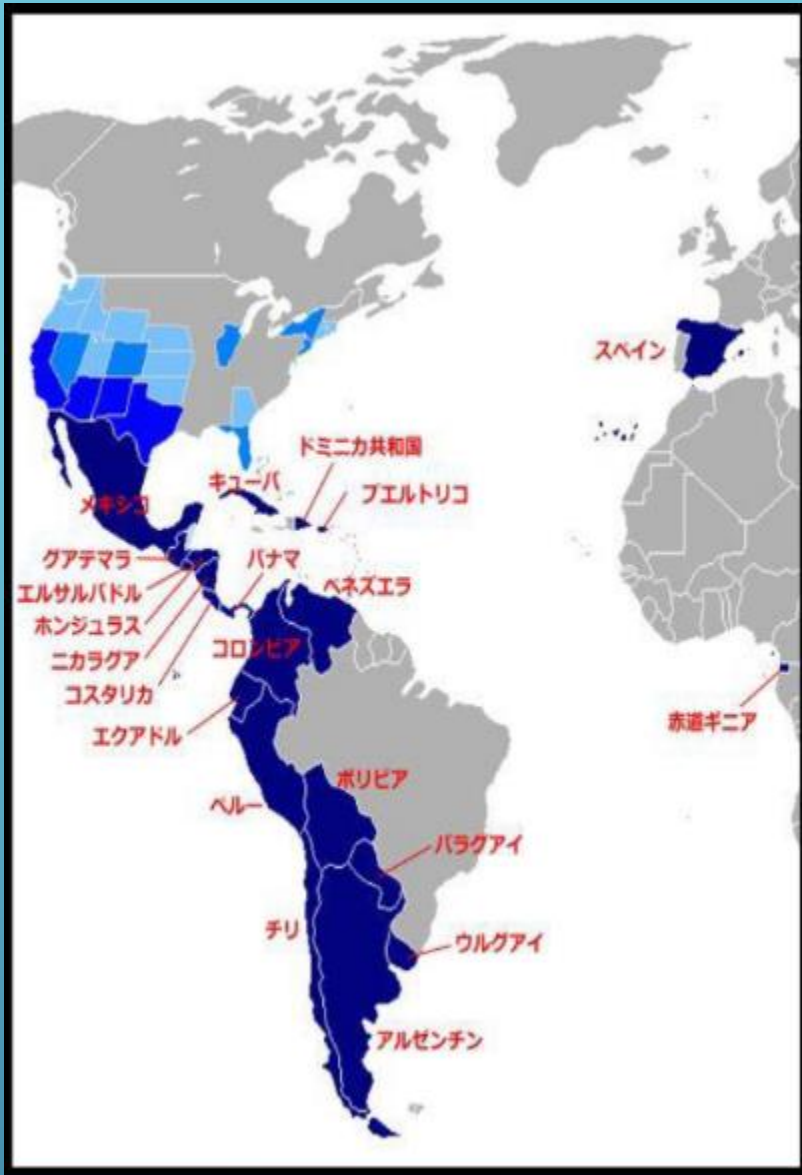 スペイン
ドミニカ共和国
キューバ
プエルトリコ
メキシコ
グアテマラ
パナマ
エルサルバドル
ベネズエラ
ホンジュラス
コロンビア
ニカラグア
コスタリカ
赤道ギニア
エクアドル
ボリビア
ペルー
パラグアイ
チリ
ウルグアイ
アルゼンチン